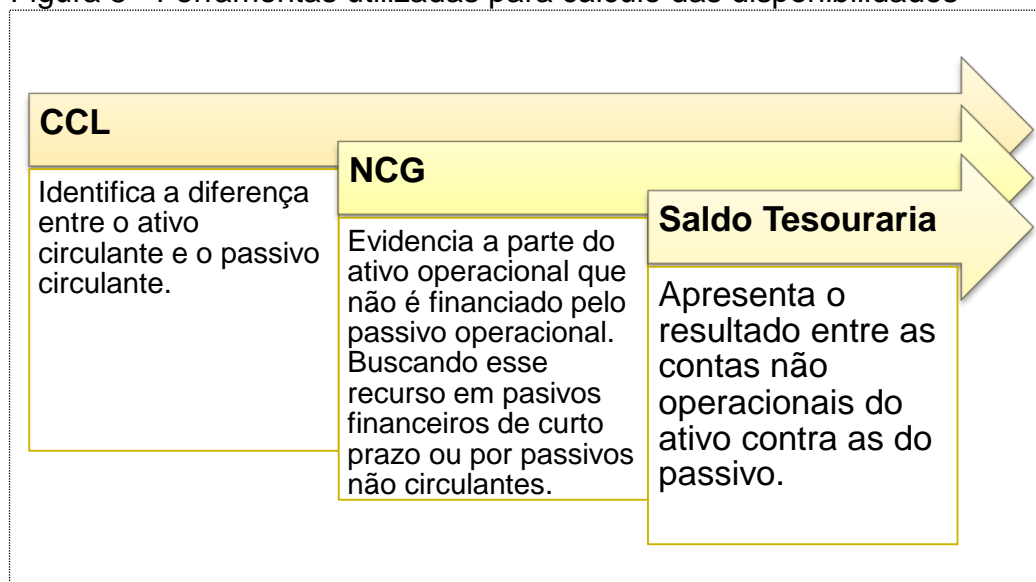 CCL
Identifica a diferença
entre o ativo
circulante e o passivo
circulante.
NCG
Evidencia a parte do
ativo operacional que
não é financiado pelo
passivo operacional.
Buscando esse
recurso em pasivos
financeiros de curto
prazo ou por passivos
não circulantes.
Saldo Tesouraria
Apresenta o
resultado entre as
contas não
operacionais do
ativo contra as do
passivo.